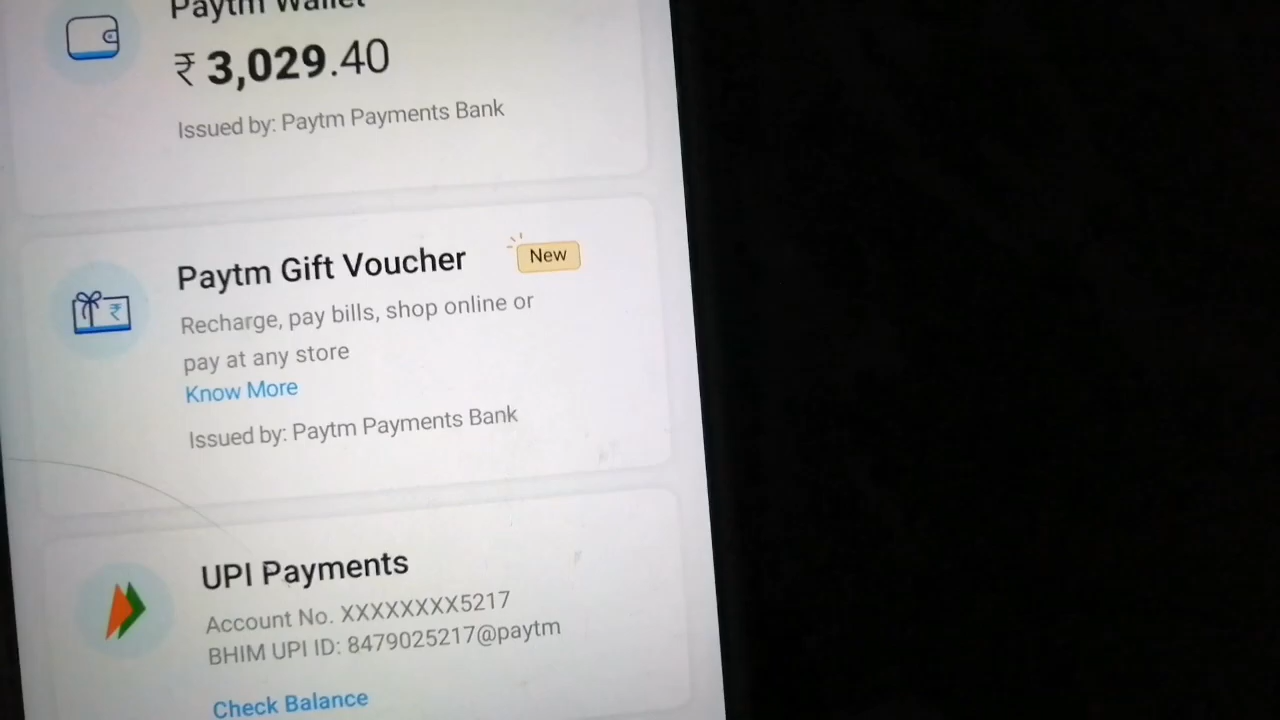 Paytm Wallet
₹ 3,029.40
Issued by: Paytm Payments Bank
Paytm Gift Voucher New
Recharge, pay bills, shop online or
pay at any store
Know More
Issued by: Paytm Payments Bank
UPI Payments
Account No. XXXXXXXX5217
BHIM UPI ID: 8479025217@paytm
Check Balance